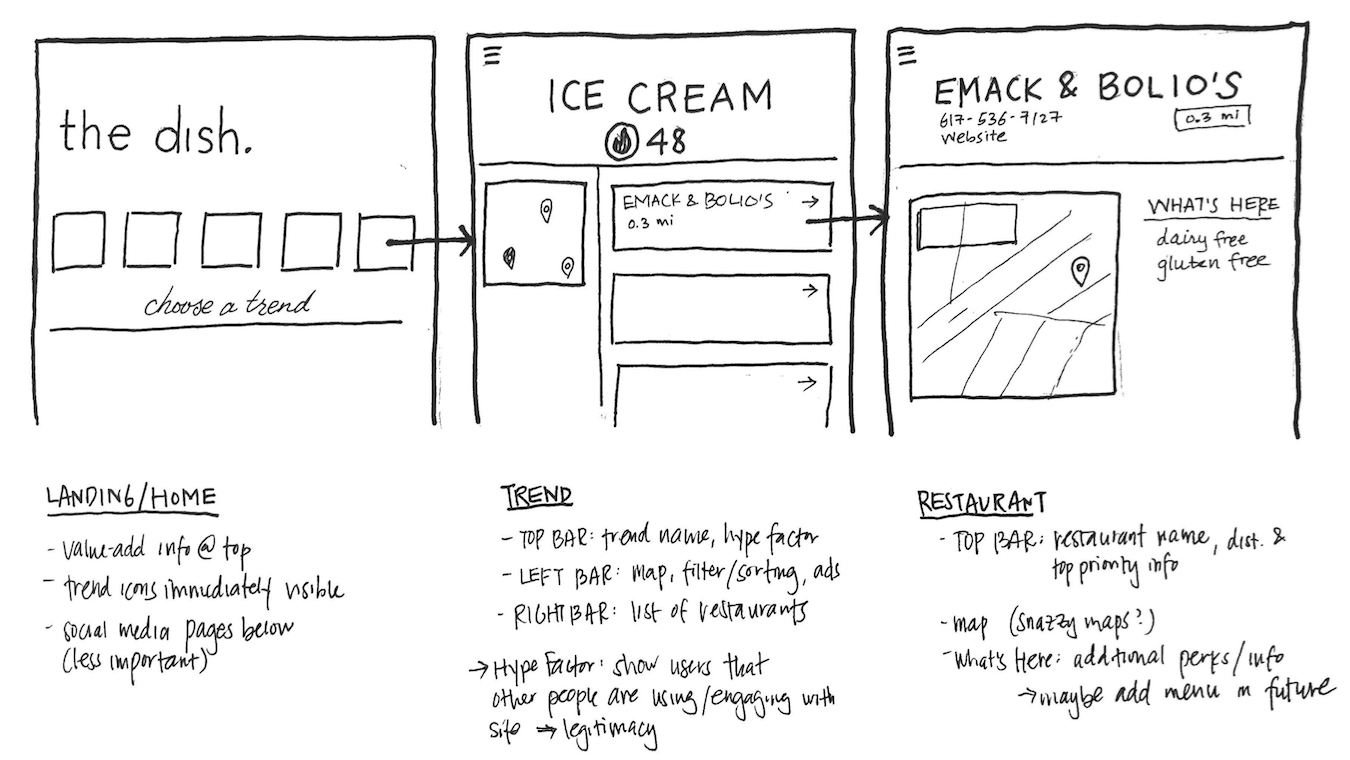 the dish.
choose a trend
ICE CREAM
48
EMACK & BOLIO'S
0.3 mi
EMACK & BOLIO'S
617-536-7127
Website
0.3 mi
WHAT'S HERE
dairy free
gluten free
LANDING/HOME
- value-add info @ top
- trend icons immediately visible
- social media pages below
(less important)
TREND
- TOP BAR: trend name, hype factor
- LEFT BAR: map, filter/sorting, ads
- RIGHT BAR: list of restaurants
→ Hype Factor: show users that
other people are using/engaging with
site → legitimacy
RESTAURANT
- TOP BAR: restaurant name, dist. &
top priority info
- map (snazzy maps?)
- What's Here: additional perks/info
→ maybe add menu in future